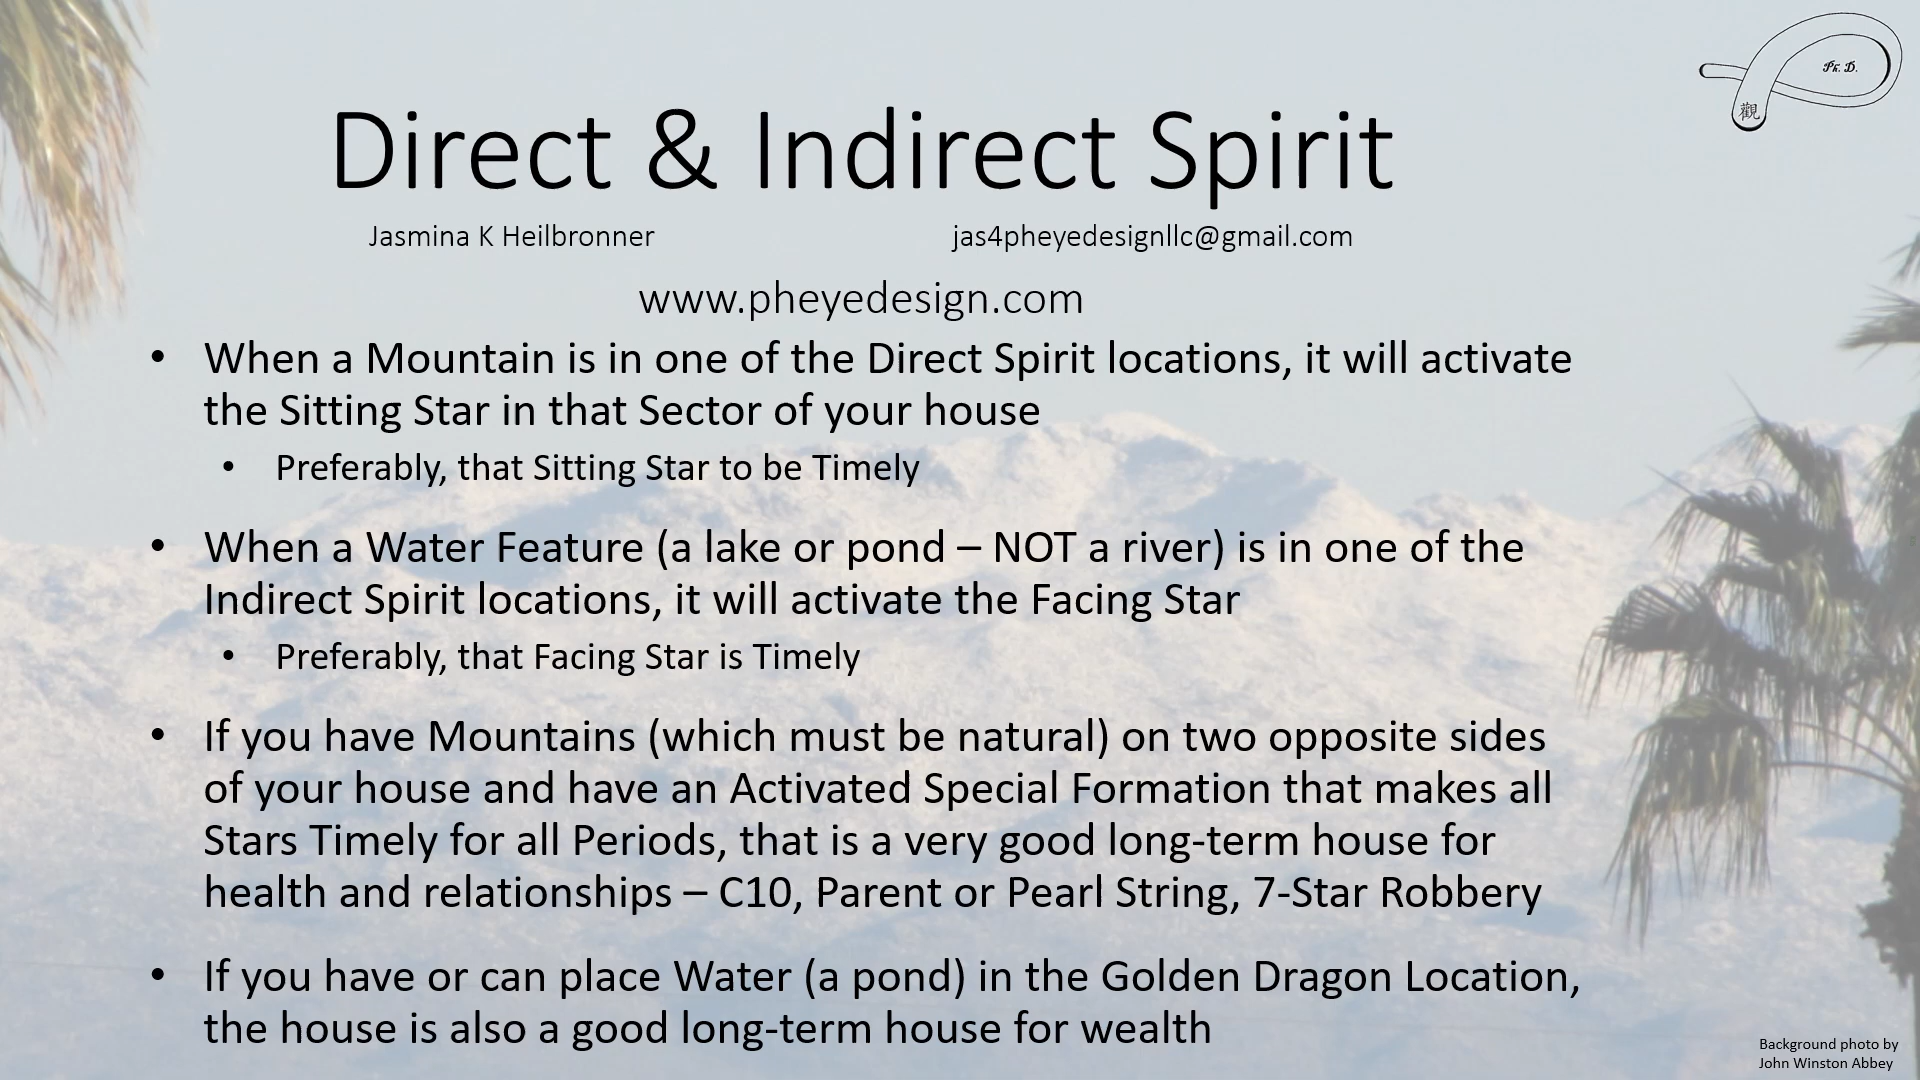 Ph. D.
觀
Direct & Indirect Spirit
Jasmina K Heilbronner jas4pheyedesignllc@gmail.com
www.pheyedesign.com
• When a Mountain is in one of the Direct Spirit locations, it will activate
the Sitting Star in that Sector of your house
• Preferably, that Sitting Star to be Timely
• When a Water Feature (a lake or pond – NOT a river) is in one of the
Indirect Spirit locations, it will activate the Facing Star
• Preferably, that Facing Star is Timely
• If you have Mountains (which must be natural) on two opposite sides
of your house and have an Activated Special Formation that makes all
Stars Timely for all Periods, that is a very good long-term house for
health and relationships – C10, Parent or Pearl String, 7-Star Robbery
• If you have or can place Water (a pond) in the Golden Dragon Location,
the house is also a good long-term house for wealth
Background photo by
John Winston Abbey